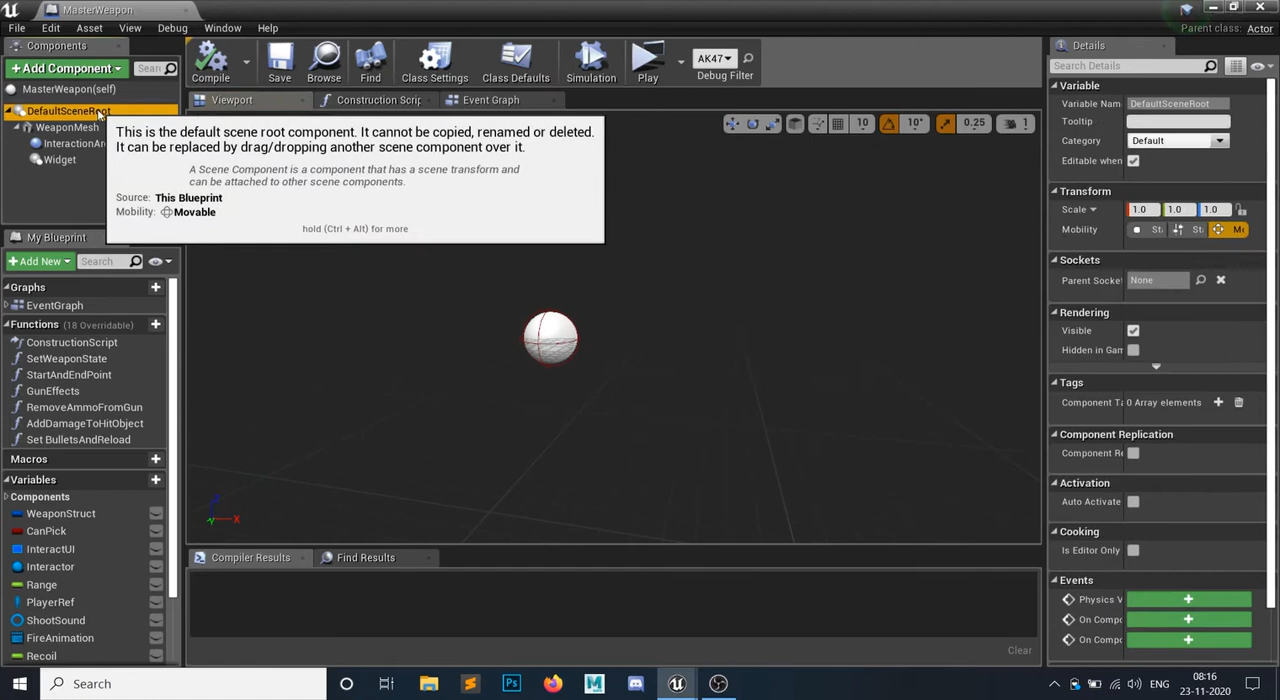 MasterWeapon
File Edit Asset View Debug Window Help
Parent class: Actor
Components
+ Add Component
Searc
MasterWeapon(self)
DefaultSceneRoot
WeaponMesh
InteractionAre
Widget
Compile Save Browse Find Class Settings Class Defaults Simulation Play
AK47
Debug Filter
Viewport Construction Scrip Event Graph
10 10° 0.25 1
This is the default scene root component. It cannot be copied, renamed or deleted.
It can be replaced by drag/dropping another scene component over it.
A Scene Component is a component that has a scene transform and
can be attached to other scene components.
Source: This Blueprint
Mobility: Movable
hold (Ctrl + Alt) for more
My Blueprint
+ Add New
Search
Graphs
EventGraph
Functions (18 Overridable)
ConstructionScript
SetWeaponState
StartAndEndPoint
GunEffects
RemoveAmmoFromGun
AddDamageToHitObject
Set BulletsAndReload
Macros
Variables
Components
WeaponStruct
CanPick
InteractUI
Interactor
Range
PlayerRef
ShootSound
FireAnimation
Recoil
X
Compiler Results Find Results
Clear
Details
Search Details
Variable
Variable Nam DefaultSceneRoot
Tooltip
Category Default
Editable when
Transform
Scale 1.0 1.0 1.0
Mobility St St Mo
Sockets
Parent Socke None
Rendering
Visible
Hidden in Gam
Tags
Component Ta 0 Array elements
Component Replication
Component Re
Activation
Auto Activate
Cooking
Is Editor Only
Events
Physics V
On Compo
On Compo
Search
ENG
08:16
23-11-2020